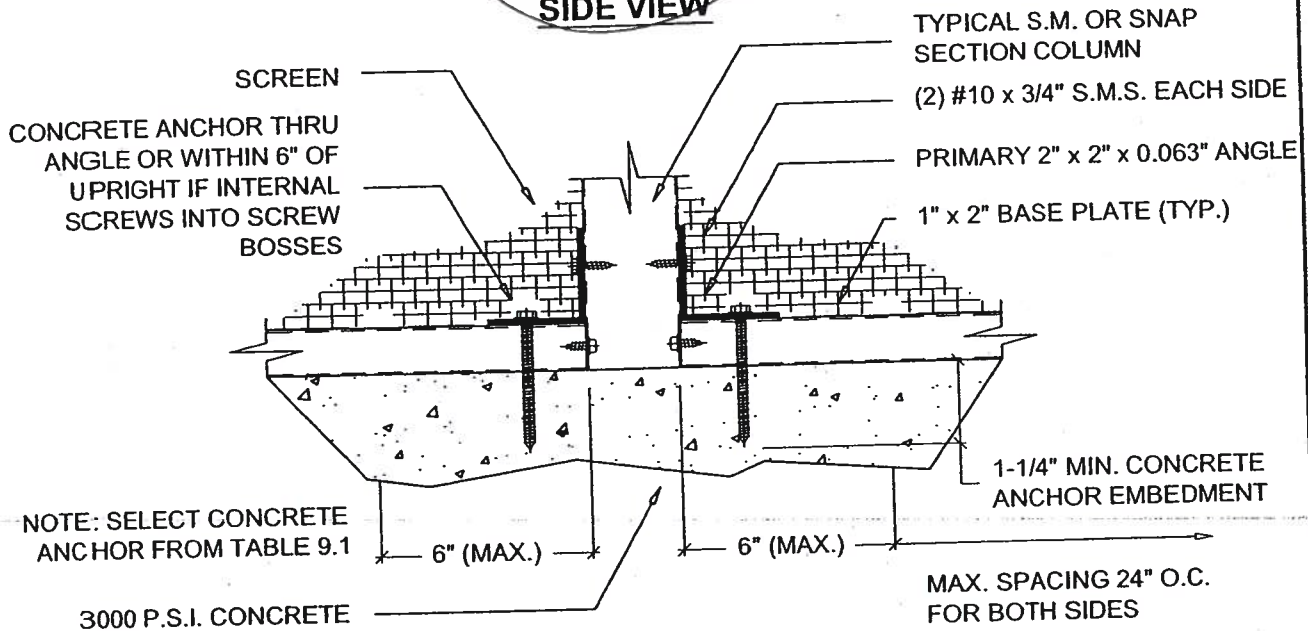 SIDE VIEW
TYPICAL S.M. OR SNAP
SECTION COLUMN
SCREEN
(2) #10 x 3/4" S.M.S. EACH SIDE
CONCRETE ANCHOR THRU
ANGLE OR WITHIN 6" OF
UPRIGHT IF INTERNAL
SCREWS INTO SCREW
BOSSES
PRIMARY 2" x 2" x 0.063" ANGLE
1" x 2" BASE PLATE (TYP.)
1-1/4" MIN. CONCRETE
ANCHOR EMBEDMENT
NOTE: SELECT CONCRETE
ANCHOR FROM TABLE 9.1
6" (MAX.)
6" (MAX.)
MAX. SPACING 24" O.C.
FOR BOTH SIDES
3000 P.S.I. CONCRETE